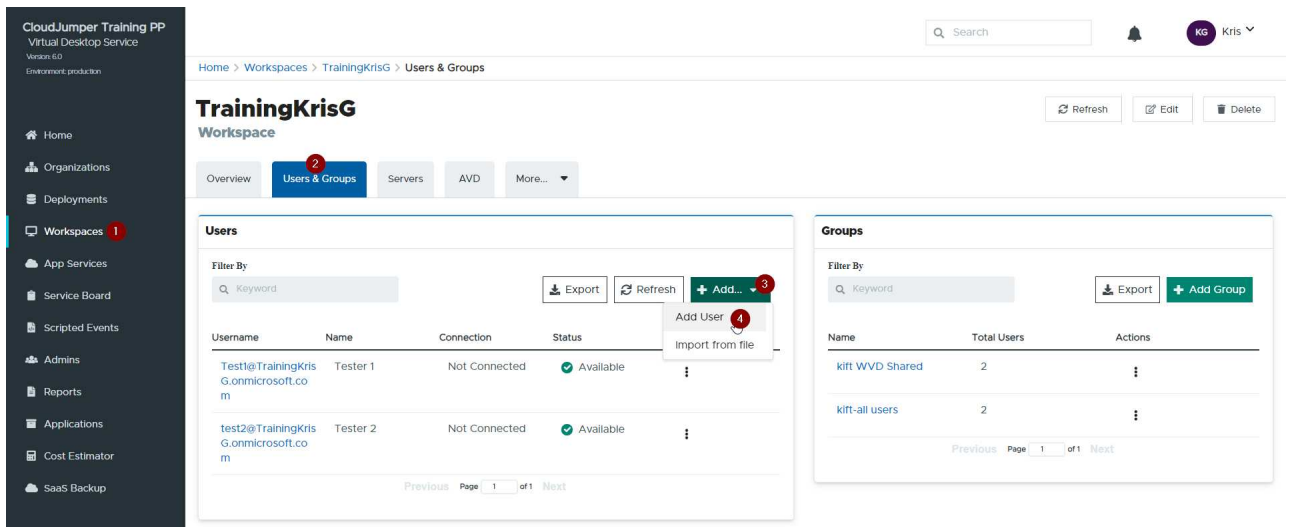 CloudJumper Training PP
Virtual Desktop Service
Version: 6.0
Environment: production
Home
Organizations
Deployments
Workspaces 1
App Services
Service Board
Scripted Events
Admins
Reports
Applications
Cost Estimator
SaaS Backup
Search
KG Kris
Home > Workspaces > TrainingKrisG > Users & Groups
TrainingKrisG
Workspace
Refresh Edit Delete
2
Overview Users & Groups Servers AVD More...
Users
Filter By
Keyword
Export Refresh + Add... 3
Add User 4
Import from file
Username Name Connection Status
Test1@TrainingKris Tester 1 Not Connected Available
G.onmicrosoft.co
m
test2@TrainingKris Tester 2 Not Connected Available
G.onmicrosoft.co
m
Previous Page 1 of 1 Next
Groups
Filter By
Keyword
Export + Add Group
Name Total Users Actions
kift WVD Shared 2
kift-all users 2
Previous Page 1 of 1 Next